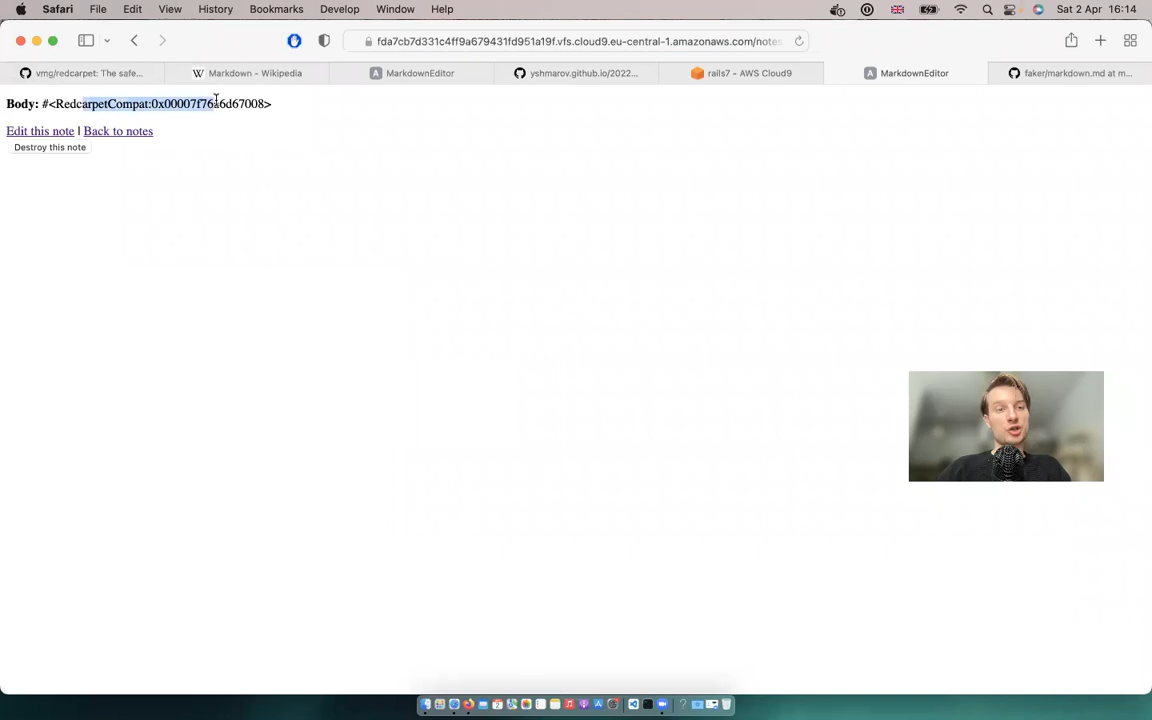 Safari File Edit View History Bookmarks Develop Window Help Sat 2 Apr 16:14
fda7cb7d331c4ff9a679431fd951a19f.vfs.cloud9.eu-central-1.amazonaws.com/notes
vmg/redcarpet: The safe... Markdown - Wikipedia MarkdownEditor yshmarov.github.io/2022... rails7 - AWS Cloud9 MarkdownEditor faker/markdown.md at m...
Body: #<RedcarpetCompat:0x00007f76a6d67008>
Edit this note | Back to notes
Destroy this note